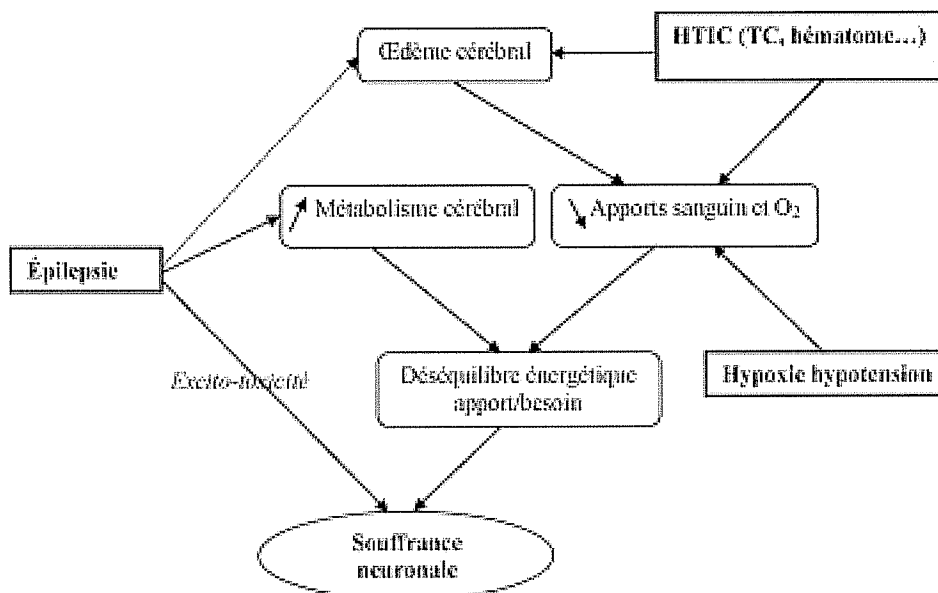 HTIC (TC, hématome…)
Œdème cérébral
Métabolisme cérébral
Apports sanguin et O₂
Épilepsie
Excito-toxicité
Déséquilibre énergétique
apport/besoin
Hypoxie hypotension
Souffrance
neuronale